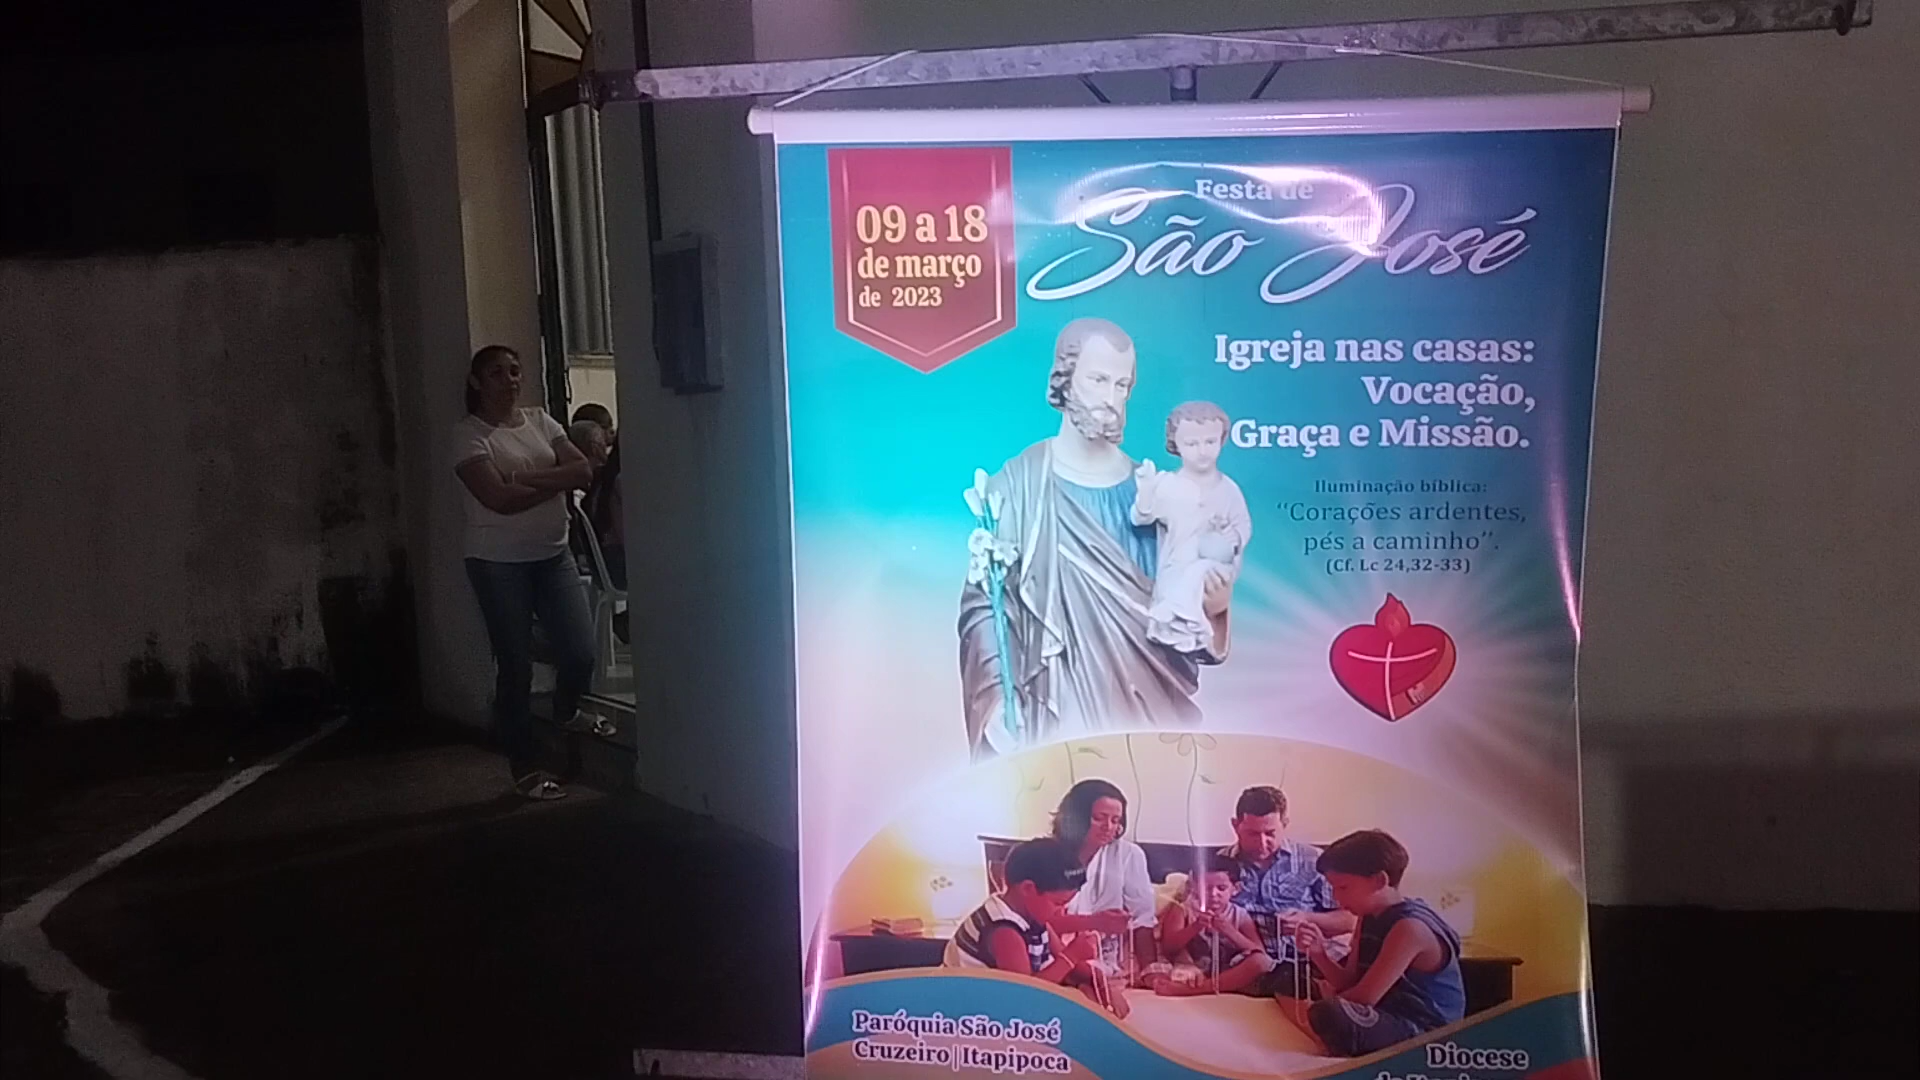 09 a 18
de março
de 2023
Festa de
São José
Igreja nas casas:
Vocação,
Graça e Missão.
Iluminação bíblica:
“Corações ardentes,
pés a caminho”.
(Cf. Lc 24,32-33)
Paróquia São José
Cruzeiro | Itapipoca
Diocese